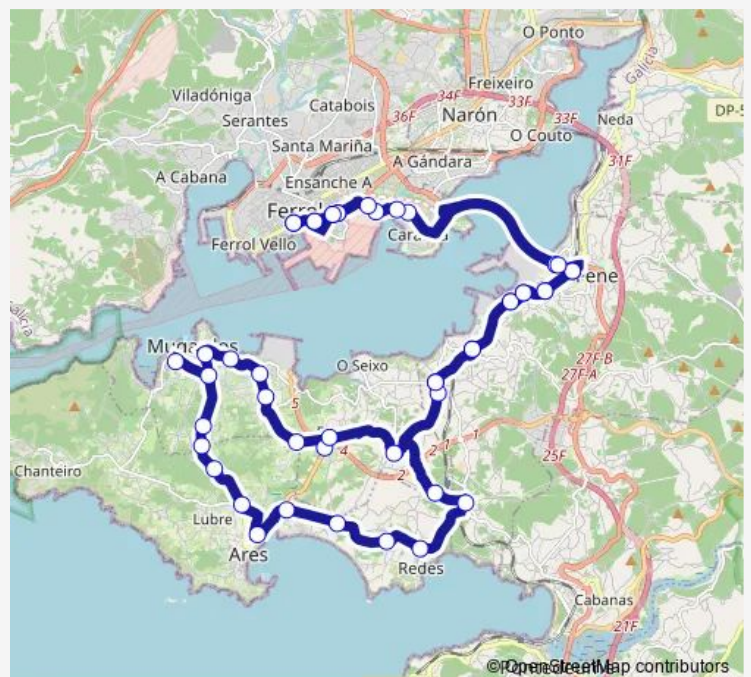 O Ponto
Galicia
Freixeiro
Viladóniga
34F
33F
Catabois
36F
Narón
DP-5
Serantes
33F
Neda
O Couto
Santa Mariña
31F
A Gándara
A Cabana
Ensanche A
Ferrol
Ferrol Vello
Fene
Mugardos
O Seixo
27F-B
27F-A
5
4
2
1
1
2
25F
Chanteiro
Lubre
Ares
Redes
Cabanas
21F
© OpenStreetMap contributors